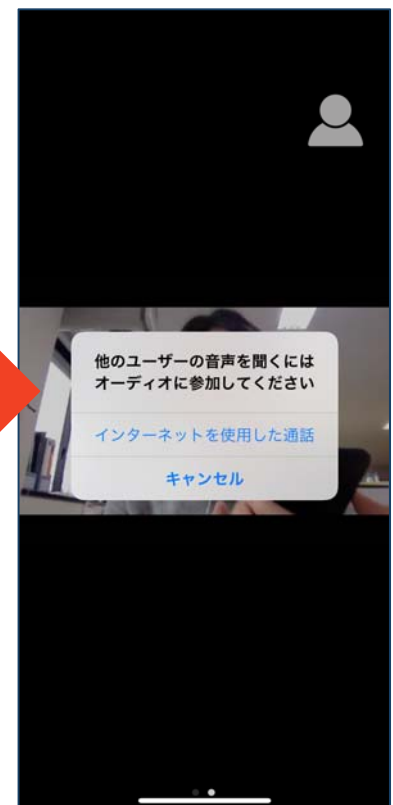 他のユーザーの音声を聞くには
オーディオに参加してください
インターネットを使用した通話
キャンセル